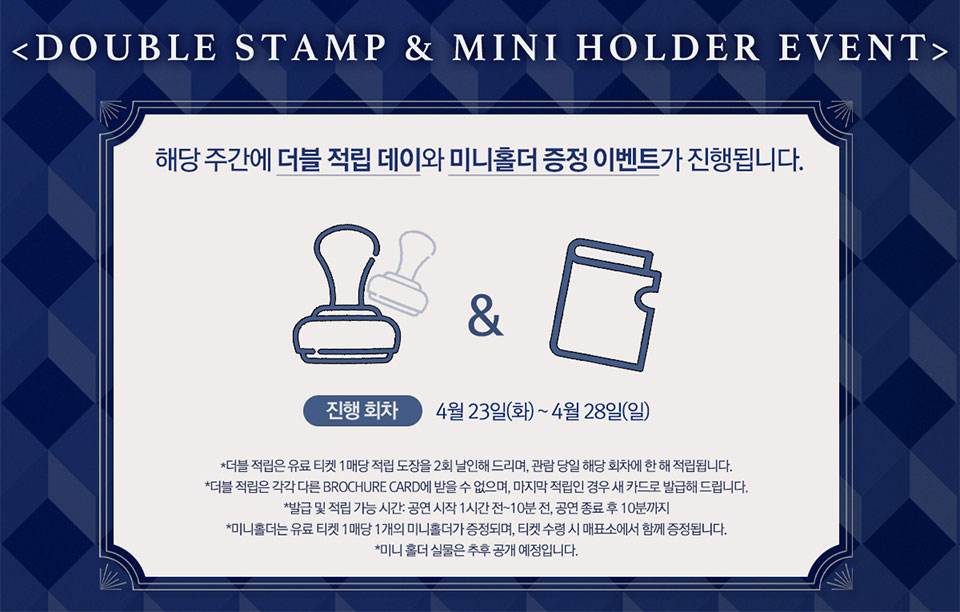 <DOUBLE STAMP & MINI HOLDER EVENT>
해당 주간에 더블 적립 데이와 미니홀더 증정 이벤트가 진행됩니다.
&
진행 회차 4월 23일(화) ~ 4월 28일(일)
*더블 적립은 유료 티켓 1매당 적립 도장을 2회 날인해 드리며, 관람 당일 해당 회차에 한 해 적립됩니다.
*더블 적립은 각각 다른 BROCHURE CARD에 받을 수 없으며, 마지막 적립인 경우 새 카드로 발급해 드립니다.
*발급 및 적립 가능 시간: 공연 시작 1시간 전~10분 전, 공연 종료 후 10분까지
*미니홀더는 유료 티켓 1매당 1개의 미니홀더가 증정되며, 티켓 수령 시 매표소에서 함께 증정됩니다.
*미니 홀더 실물은 추후 공개 예정입니다.